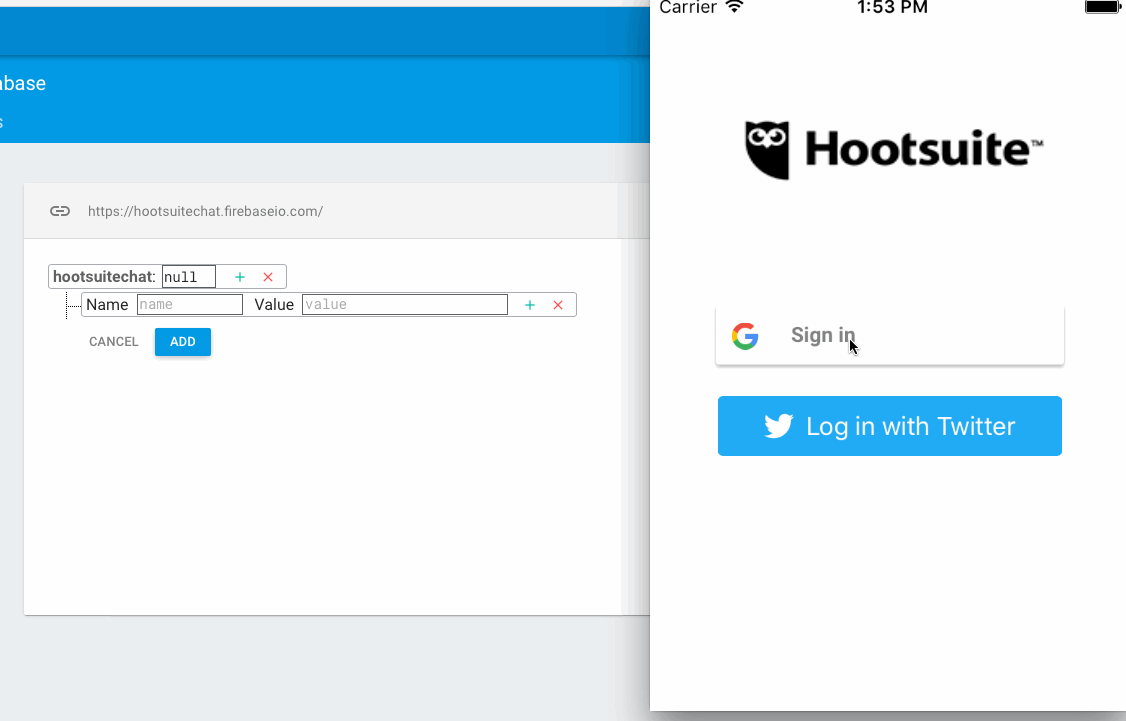 abase
s
https://hootsuitechat.firebaseio.com/
hootsuitechat: null + ×
Name name Value value + ×
CANCEL ADD
Carrier 1:53 PM
Hootsuite™
Sign in
Log in with Twitter